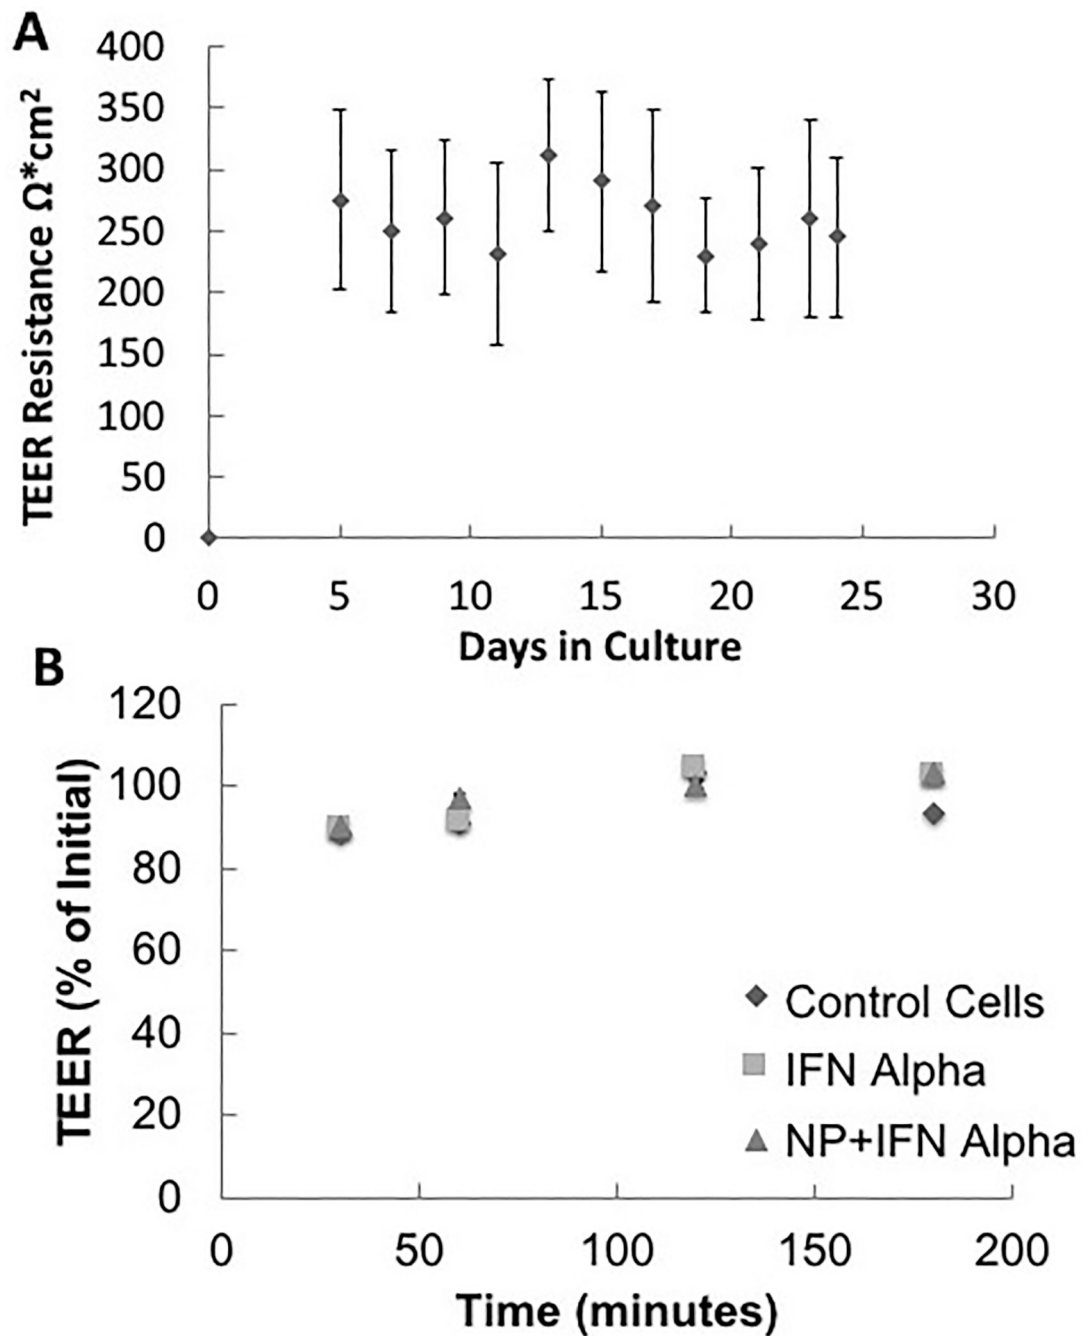 A
TEER Resistance Ω*cm²
400
350
300
250
200
150
100
50
0
0 5 10 15 20 25 30
Days in Culture
B
TEER (% of Initial)
120
100
80
60
40
20
0
Control Cells
IFN Alpha
NP+IFN Alpha
0 50 100 150 200
Time (minutes)